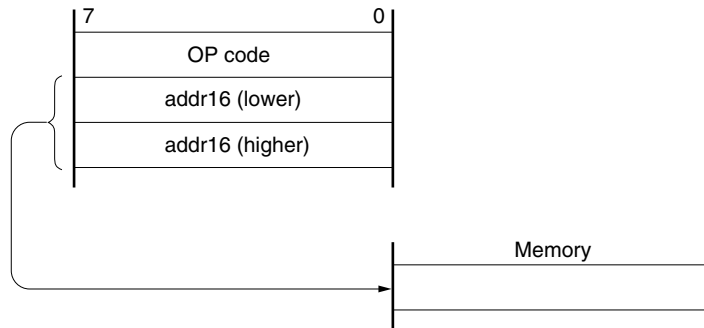 7 0
OP code
addr16 (lower)
addr16 (higher)
Memory